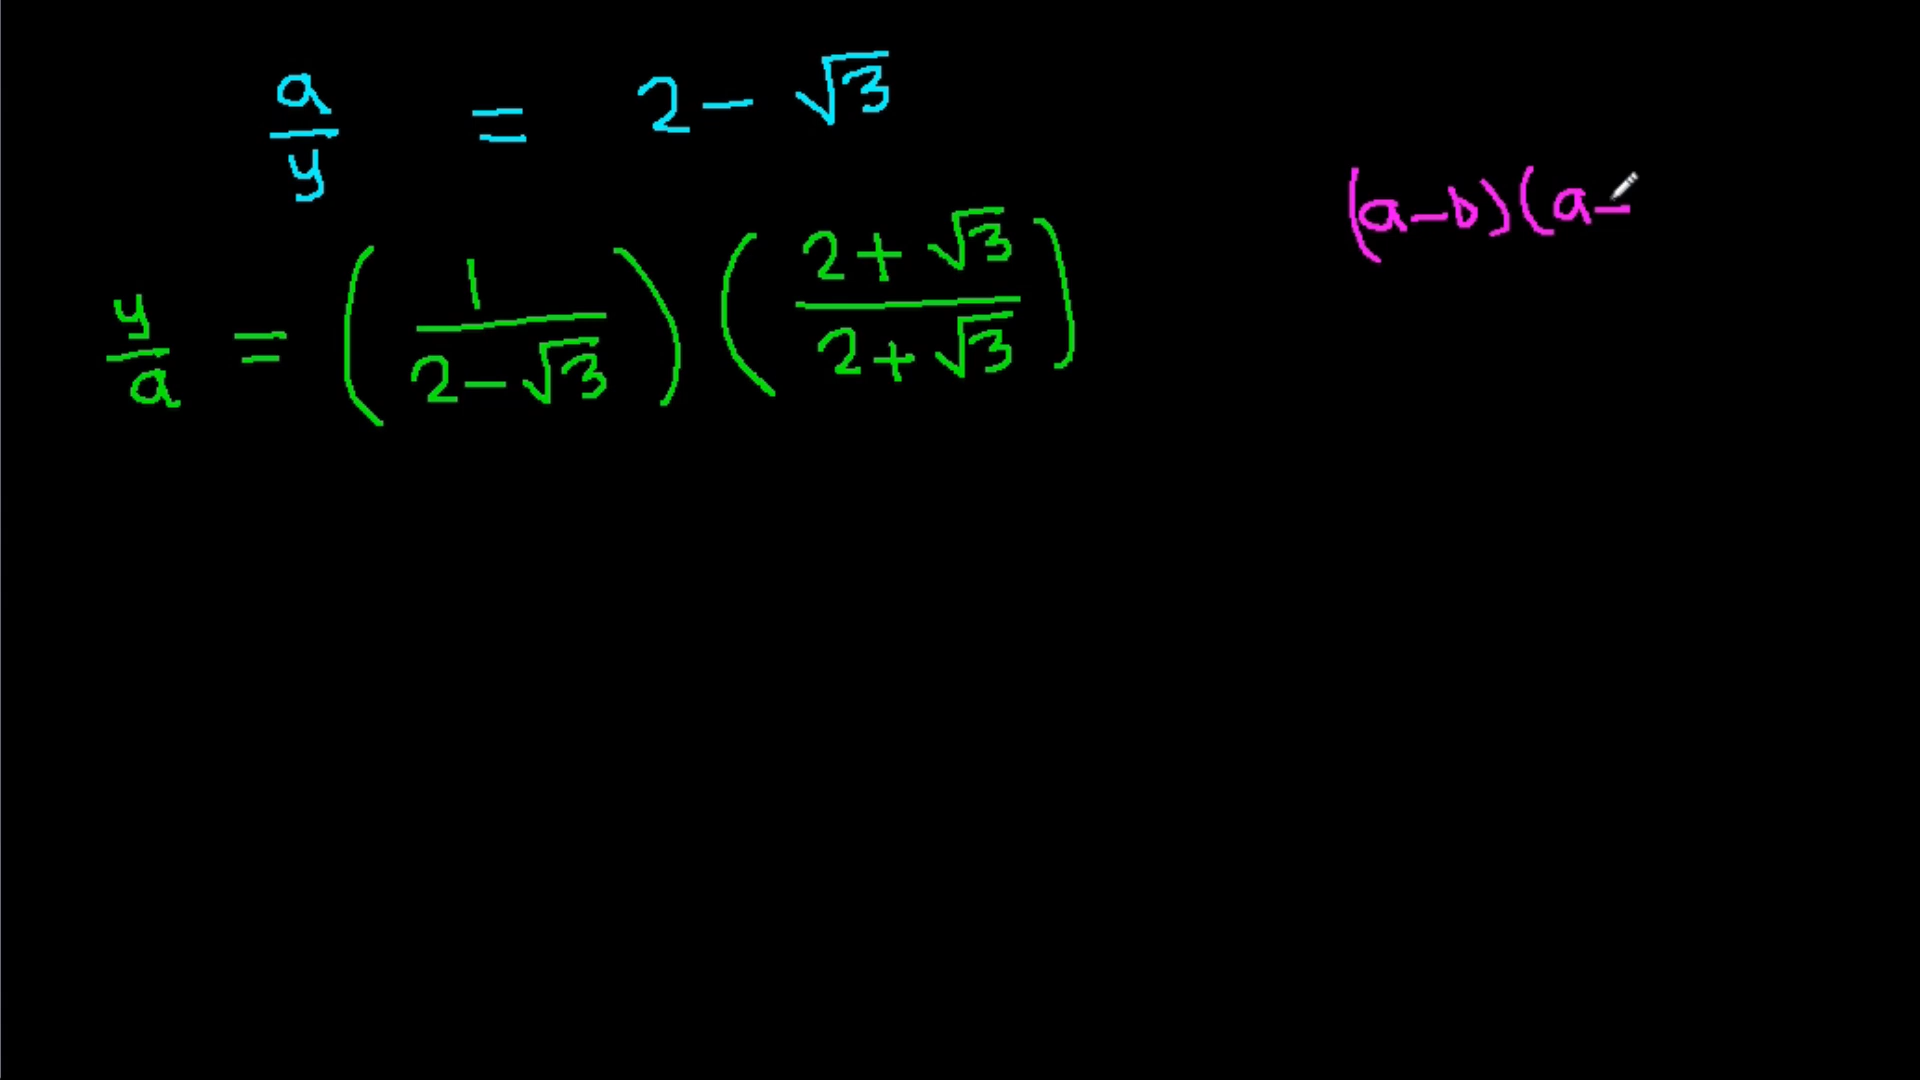 a/y = 2 - √3
(a-b)(a-
y/a = (1/(2-√3)) ((2+√3)/(2+√3))